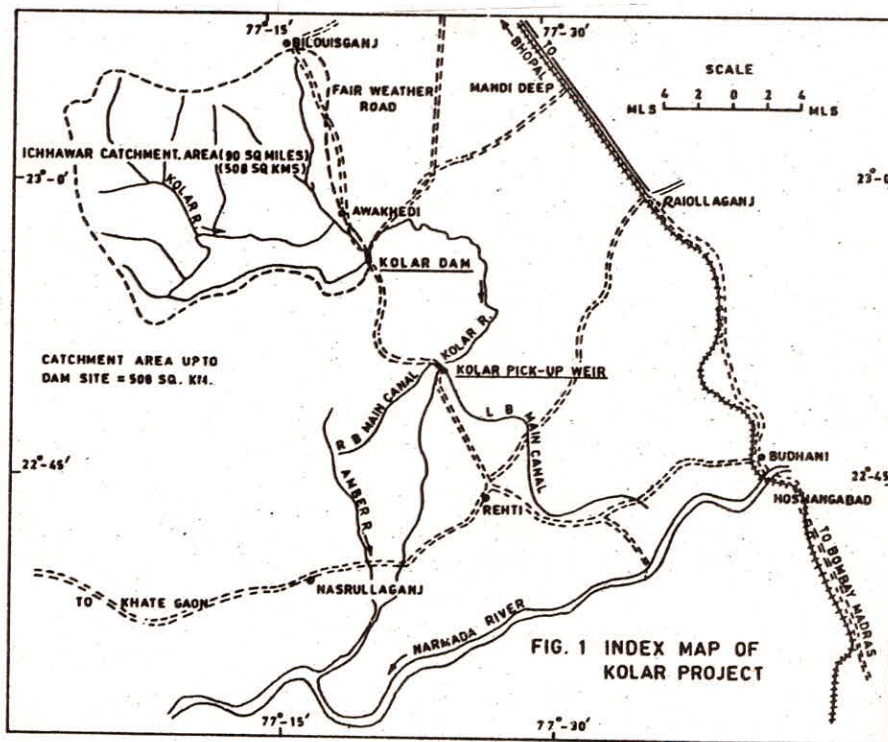 77°-15'
77°-30'
BILOUISGANJ
TO
BHOPAL
FAIR WEATHER
ROAD
MANDI DEEP
SCALE
4 2 0 2 4
MLS MLS
ICHHAWAR CATCHMENT.AREA(90 SQ MILES)
(508 SQ KMS)
23°-0'
23°-0
KOLAR R.
RAIOLLAGANJ
AWAKHEDI
KOLAR DAM
KOLAR R.
CATCHMENT AREA UPTO
DAM SITE = 508 SQ. KM.
KOLAR PICK-UP WEIR
R B MAIN CANAL
L B MAIN CANAL
22°-45'
AMBER R.
BUDHANI
22°-45
REHTI
HOSHANGABAD
TO KHATE GAON
NASRULLAGANJ
TO BOMBAY MADRAS
NARMADA RIVER
FIG. 1 INDEX MAP OF
KOLAR PROJECT
77°-15'
77°-30'